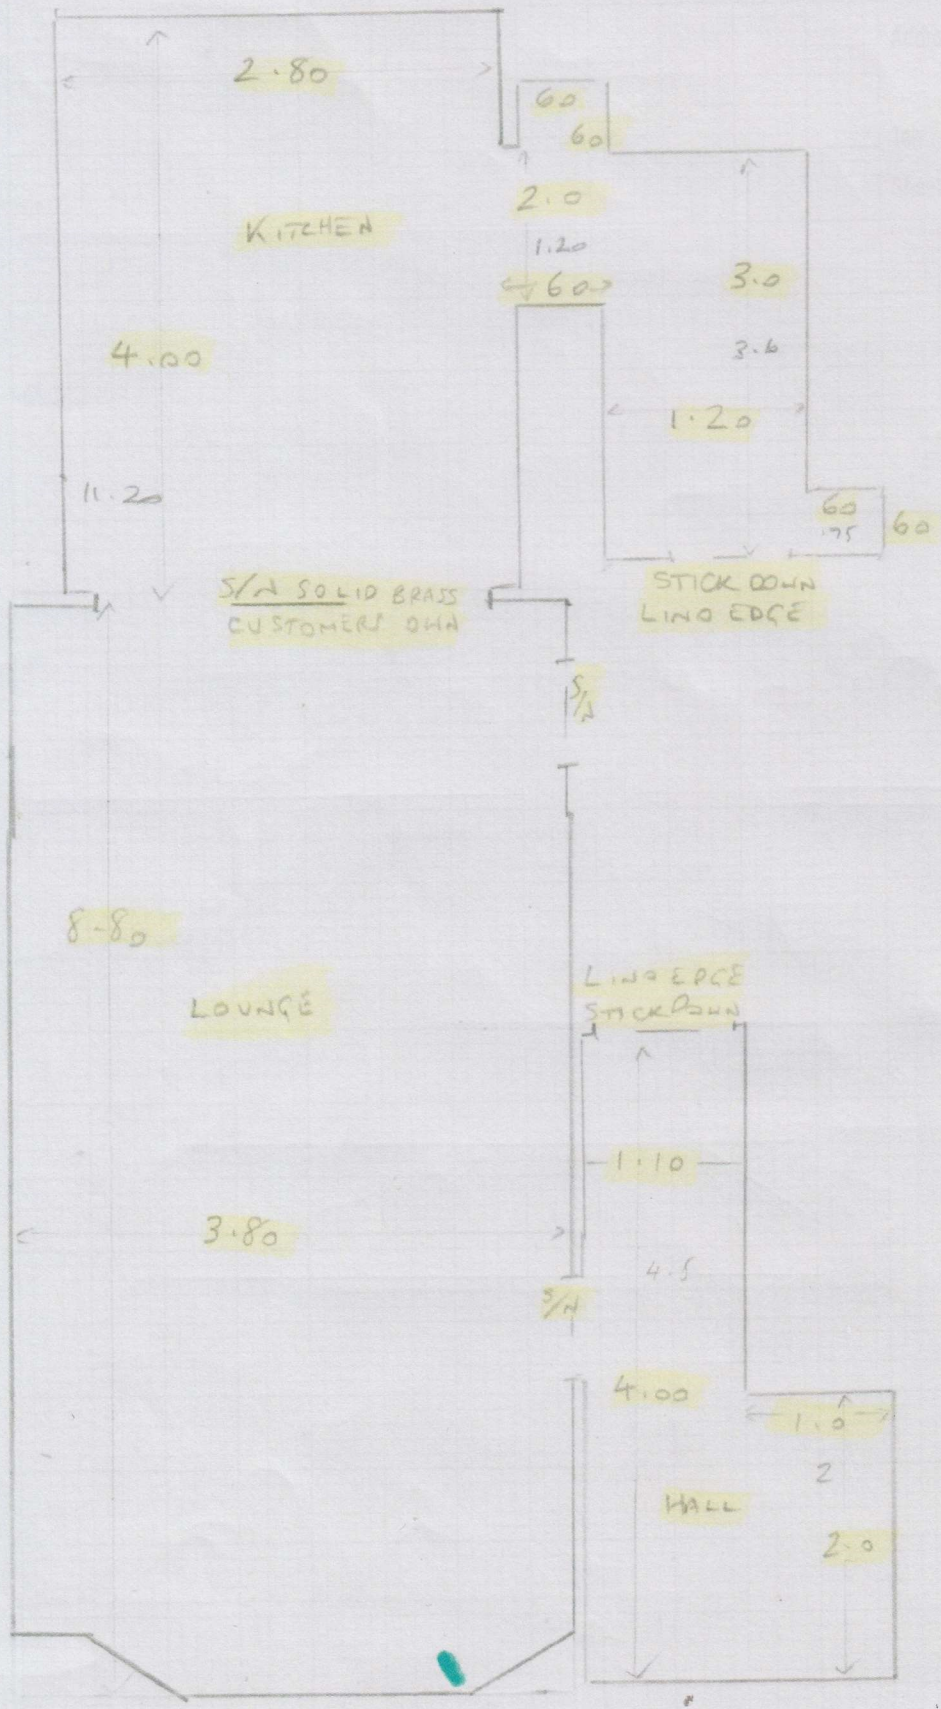 2.80
60
60
2.0
KITCHEN
1.20
60
3.0
3.6
4.00
1.20
11.20
60
.75
60
S/N SOLID BRASS
CUSTOMERS OWN
STICK DOWN
LINO EDGE
S/N
8-80
LINO EDGE
STICK DOWN
LOUNGE
1.10
3.80
4.5
S/N
4.00
1.0
2
HALL
2.0